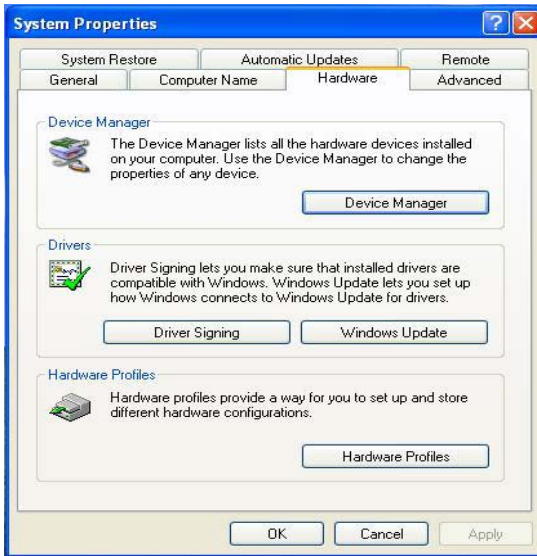 System Properties
System Restore Automatic Updates Remote
General Computer Name Hardware Advanced
Device Manager
The Device Manager lists all the hardware devices installed
on your computer. Use the Device Manager to change the
properties of any device.
Device Manager
Drivers
Driver Signing lets you make sure that installed drivers are
compatible with Windows. Windows Update lets you set up
how Windows connects to Windows Update for drivers.
Driver Signing Windows Update
Hardware Profiles
Hardware profiles provide a way for you to set up and store
different hardware configurations.
Hardware Profiles
OK Cancel Apply